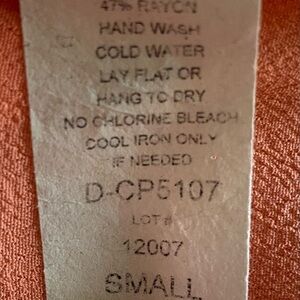 47% RAYON
HAND WASH
COLD WATER
LAY FLAT OR
HANG TO DRY
NO CHLORINE BLEACH
COOL IRON ONLY
IF NEEDED
D-CP5107
LOT #
12007
SMALL